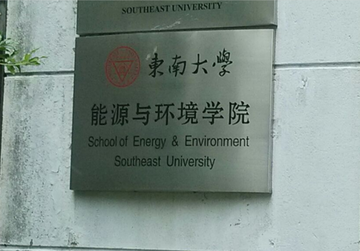 SOUTHEAST UNIVERSITY
東南大學
能源与环境学院
School of Energy & Environment
Southeast University